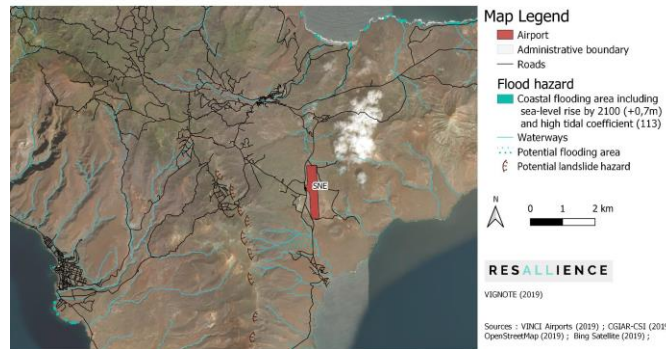 SNE
Map Legend
Airport
Administrative boundary
Roads
Flood hazard
Coastal flooding area including
sea-level rise by 2100 (+0,7m)
and high tidal coefficient (113)
Waterways
Potential flooding area
Potential landslide hazard
N
0 1 2 km
RESALLIENCE
VIGNOTE (2019)
Sources : VINCI Airports (2019) ; CGIAR-CSI (2019
OpenStreetMap (2019) ; Bing Satellite (2019) ;